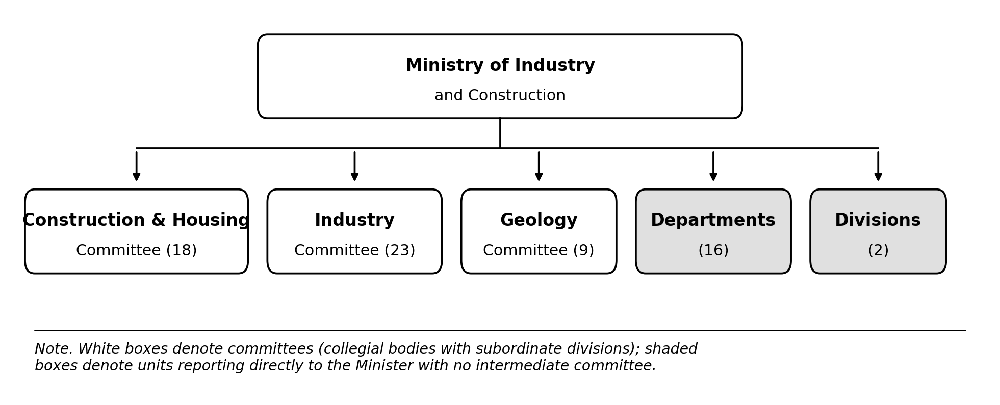 Ministry of Industry
and Construction
Construction & Housing
Committee (18)
Industry
Committee (23)
Geology
Committee (9)
Departments
(16)
Divisions
(2)
Note. White boxes denote committees (collegial bodies with subordinate divisions); shaded
boxes denote units reporting directly to the Minister with no intermediate committee.